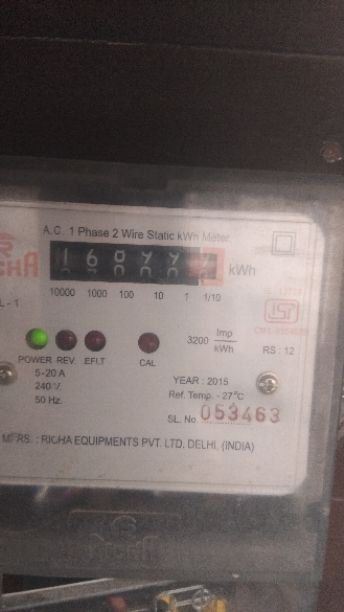 A.C. 1 Phase 2 Wire Static kWh Meter
kWh
10000 1000 100 10 1 1/10
L - 1
3200 Imp
kWh
RS : 12
POWER REV. EFLT CAL
5-20 A
240 V.
50 Hz.
YEAR : 2015
Ref. Temp. - 27°C
SL. No. 053463
MFRS. : RICHA EQUIPMENTS PVT. LTD, DELHI, (INDIA)